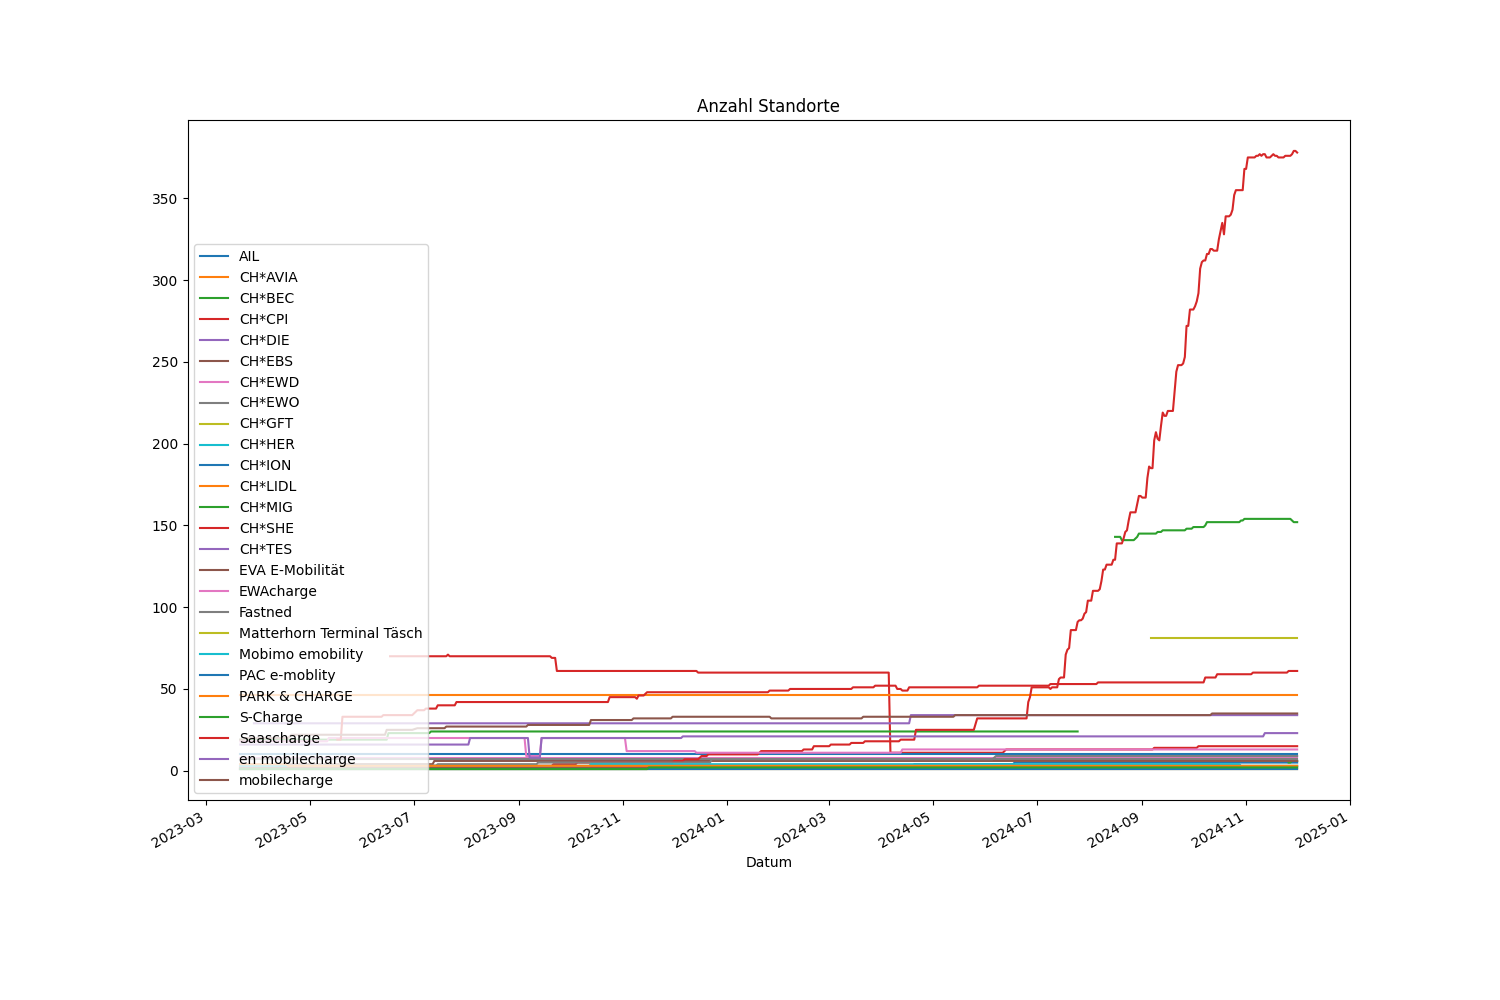 Anzahl Standorte
350
300
250
200
150
100
50
0
AIL
CH*AVIA
CH*BEC
CH*CPI
CH*DIE
CH*EBS
CH*EWD
CH*EWO
CH*GFT
CH*HER
CH*ION
CH*LIDL
CH*MIG
CH*SHE
CH*TES
EVA E-Mobilität
EWAcharge
Fastned
Matterhorn Terminal Täsch
Mobimo emobility
PAC e-moblity
PARK & CHARGE
S-Charge
Saascharge
en mobilecharge
mobilecharge
2023-03
2023-05
2023-07
2023-09
2023-11
2024-01
2024-03
2024-05
2024-07
2024-09
2024-11
2025-01
Datum